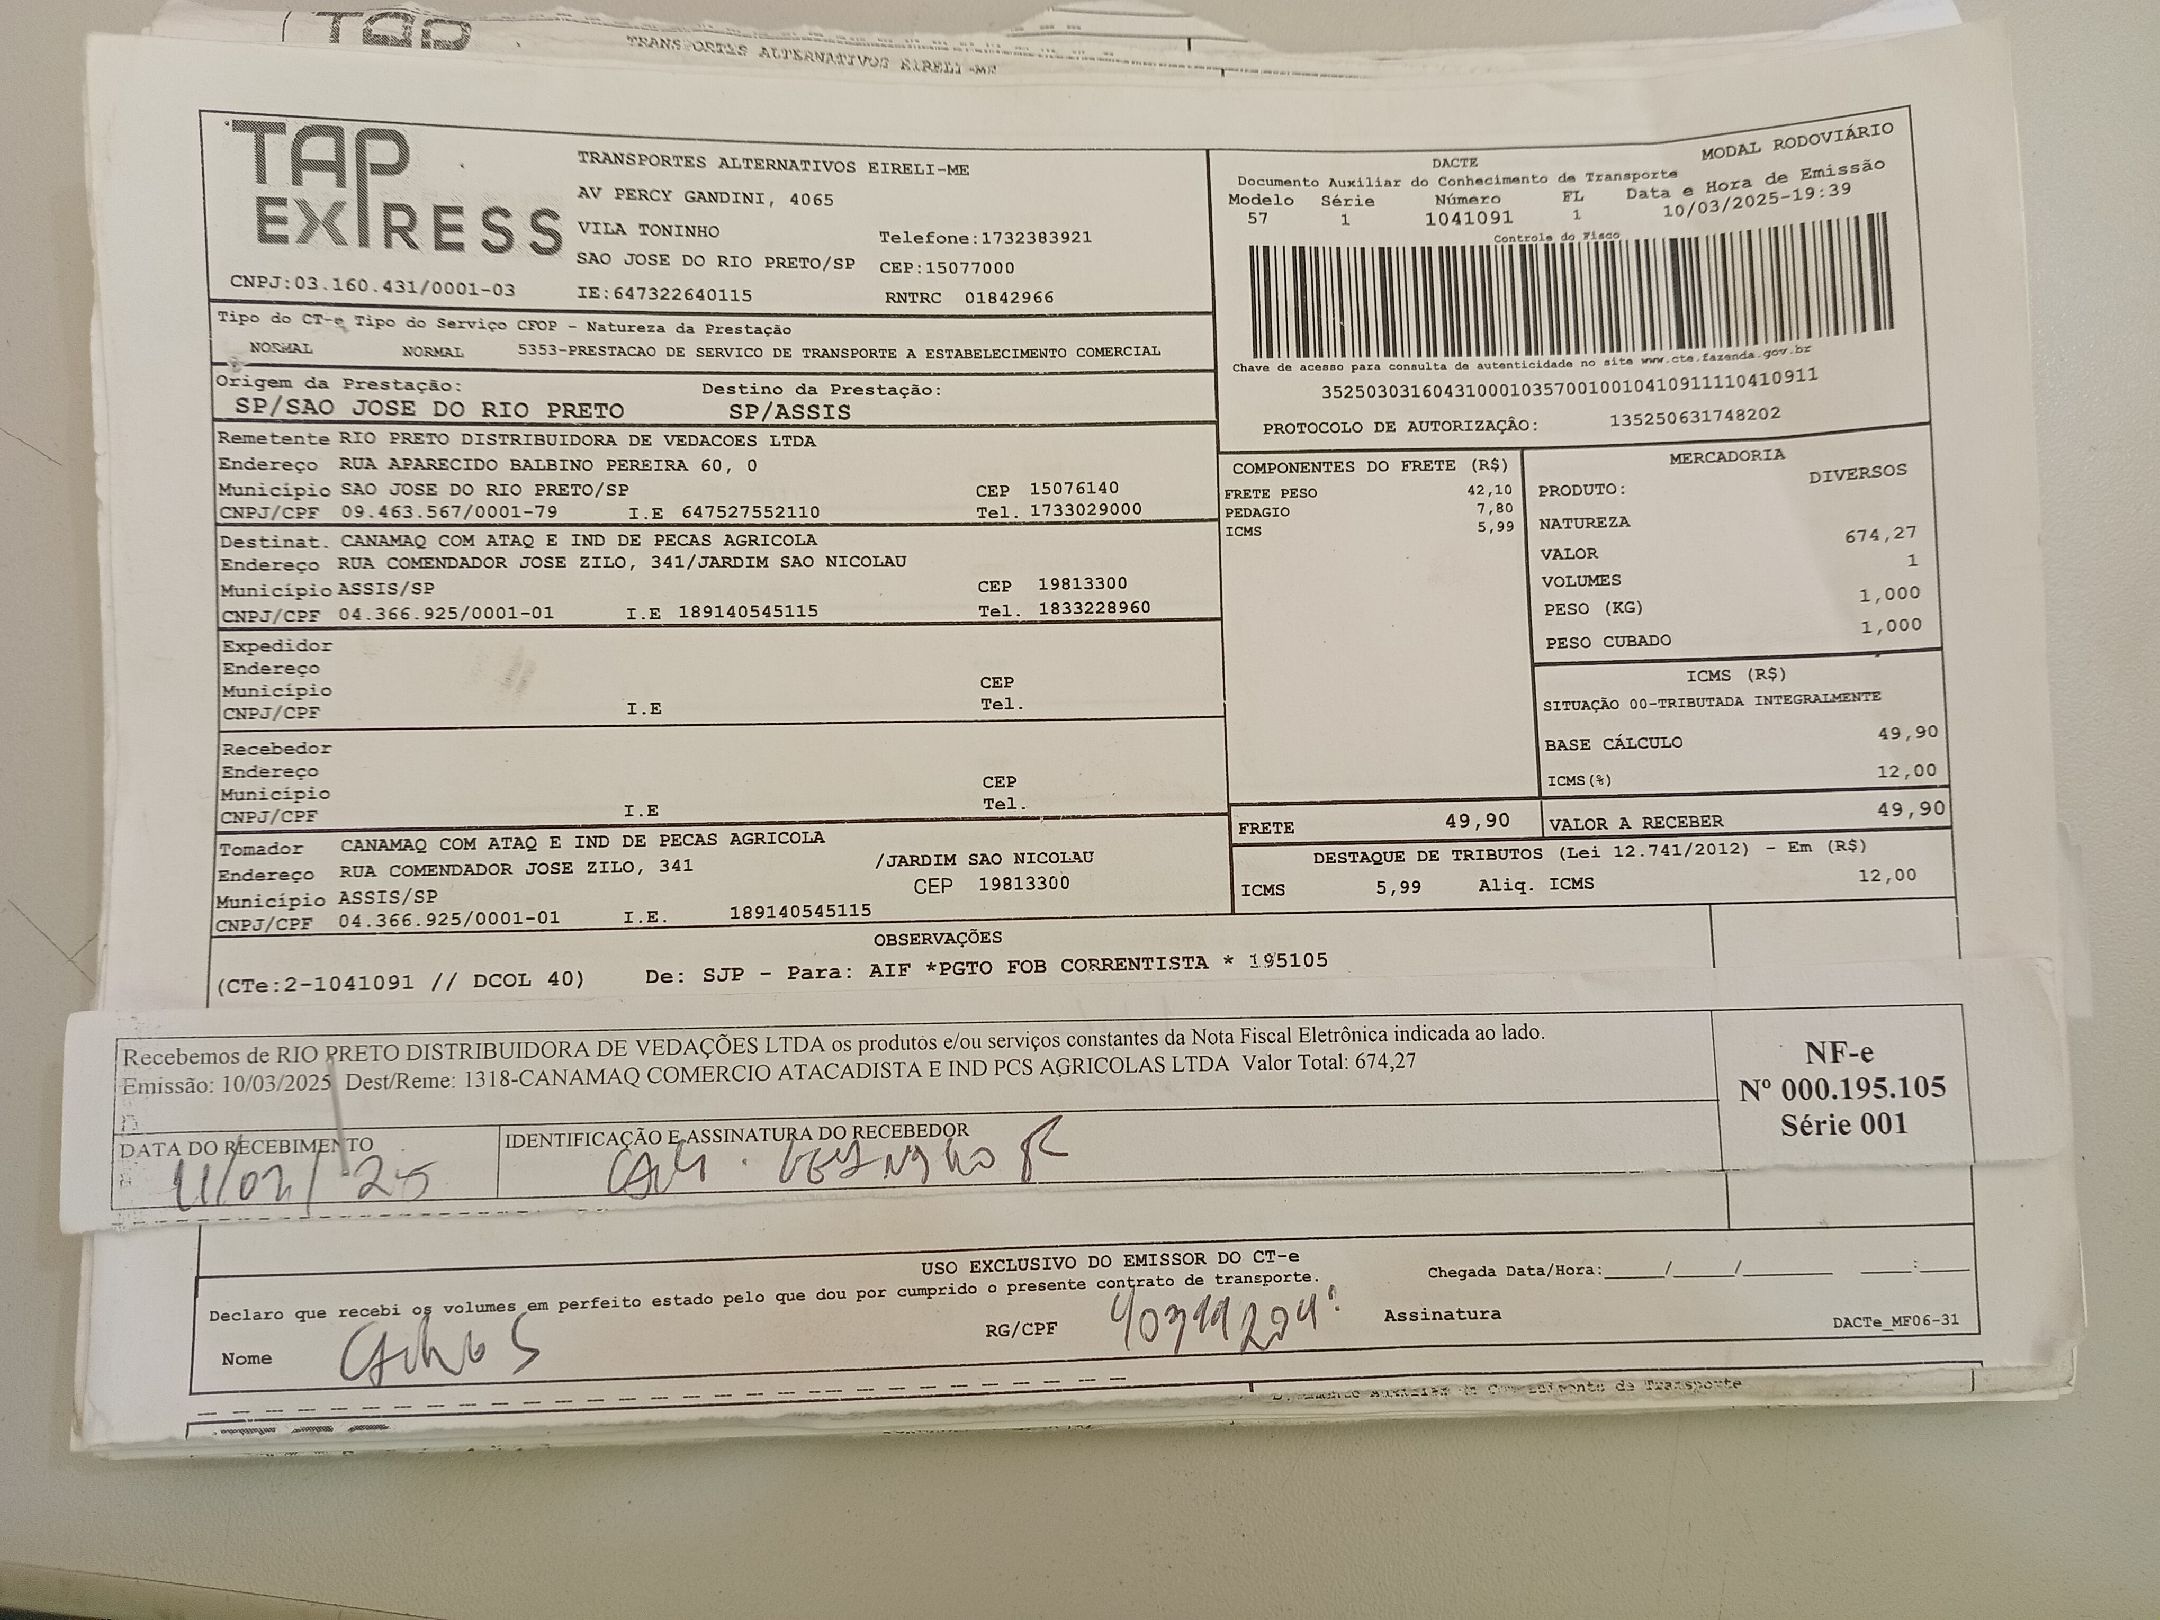 TAP
TRANSPORTES ALTERNATIVOS EIRELI-ME
TAP EXPRESS
CNPJ:03.160.431/0001-03
TRANSPORTES ALTERNATIVOS EIRELI-ME
AV PERCY GANDINI, 4065
VILA TONINHO
Telefone:1732383921
SAO JOSE DO RIO PRETO/SP CEP:15077000
IE:647322640115 RNTRC 01842966
DACTE MODAL RODOVIÁRIO
Documento Auxiliar do Conhecimento de Transporte
Modelo Série Número FL Data e Hora de Emissão
57 1 1041091 1 10/03/2025-19:39
Controle do Fisco
Chave de acesso para consulta de autenticidade no site www.cte.fazenda.gov.br
35250303160431000103570010010410911110410911
PROTOCOLO DE AUTORIZAÇÃO: 135250631748202
Tipo do CT-e Tipo do Serviço CFOP - Natureza da Prestação
NORMAL NORMAL 5353-PRESTACAO DE SERVICO DE TRANSPORTE A ESTABELECIMENTO COMERCIAL
Origem da Prestação: Destino da Prestação:
SP/SAO JOSE DO RIO PRETO SP/ASSIS
Remetente RIO PRETO DISTRIBUIDORA DE VEDACOES LTDA
Endereço RUA APARECIDO BALBINO PEREIRA 60, 0
Município SAO JOSE DO RIO PRETO/SP CEP 15076140
CNPJ/CPF 09.463.567/0001-79 I.E 647527552110 Tel. 1733029000
Destinat. CANAMAQ COM ATAQ E IND DE PECAS AGRICOLA
Endereço RUA COMENDADOR JOSE ZILO, 341/JARDIM SAO NICOLAU
Município ASSIS/SP CEP 19813300
CNPJ/CPF 04.366.925/0001-01 I.E 189140545115 Tel. 1833228960
Expedidor
Endereço
Município CEP
CNPJ/CPF I.E Tel.
Recebedor
Endereço
Município CEP
CNPJ/CPF I.E Tel.
Tomador CANAMAQ COM ATAQ E IND DE PECAS AGRICOLA
Endereço RUA COMENDADOR JOSE ZILO, 341 /JARDIM SAO NICOLAU
Município ASSIS/SP CEP 19813300
CNPJ/CPF 04.366.925/0001-01 I.E. 189140545115
COMPONENTES DO FRETE (R$)
FRETE PESO 42,10
PEDAGIO 7,80
ICMS 5,99
MERCADORIA
PRODUTO: DIVERSOS
NATUREZA
VALOR 674,27
VOLUMES 1
PESO (KG) 1,000
PESO CUBADO 1,000
ICMS (R$)
SITUAÇÃO 00-TRIBUTADA INTEGRALMENTE
BASE CÁLCULO 49,90
ICMS(%) 12,00
FRETE 49,90 VALOR A RECEBER 49,90
DESTAQUE DE TRIBUTOS (Lei 12.741/2012) - Em (R$)
ICMS 5,99 Aliq. ICMS 12,00
OBSERVAÇÕES
(CTe:2-1041091 // DCOL 40) De: SJP - Para: AIF *PGTO FOB CORRENTISTA * 195105
Recebemos de RIO PRETO DISTRIBUIDORA DE VEDAÇÕES LTDA os produtos e/ou serviços constantes da Nota Fiscal Eletrônica indicada ao lado.
Emissão: 10/03/2025 Dest/Reme: 1318-CANAMAQ COMERCIO ATACADISTA E IND PCS AGRICOLAS LTDA Valor Total: 674,27
NF-e
Nº 000.195.105
Série 001
DATA DO RECEBIMENTO
IDENTIFICAÇÃO E ASSINATURA DO RECEBEDOR
USO EXCLUSIVO DO EMISSOR DO CT-e
Declaro que recebi os volumes em perfeito estado pelo que dou por cumprido o presente contrato de transporte.
Chegada Data/Hora:_____/_____/_______ ____:____
Nome
RG/CPF
Assinatura
DACTe_MF06-31